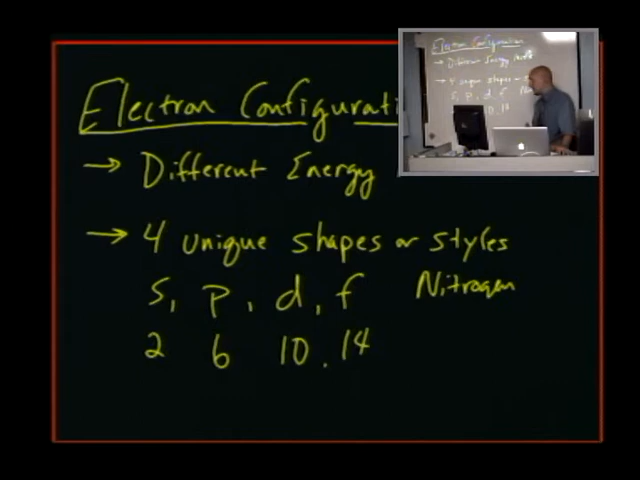 Electron Configurati
→ Different Energy
→ 4 unique shapes or styles
s, p, d, f Nitrogen
2 6 10 . 14